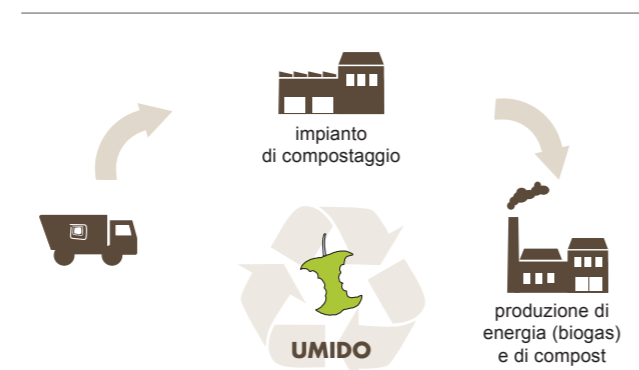 impianto
di compostaggio
UMIDO
produzione di
energia (biogas)
e di compost